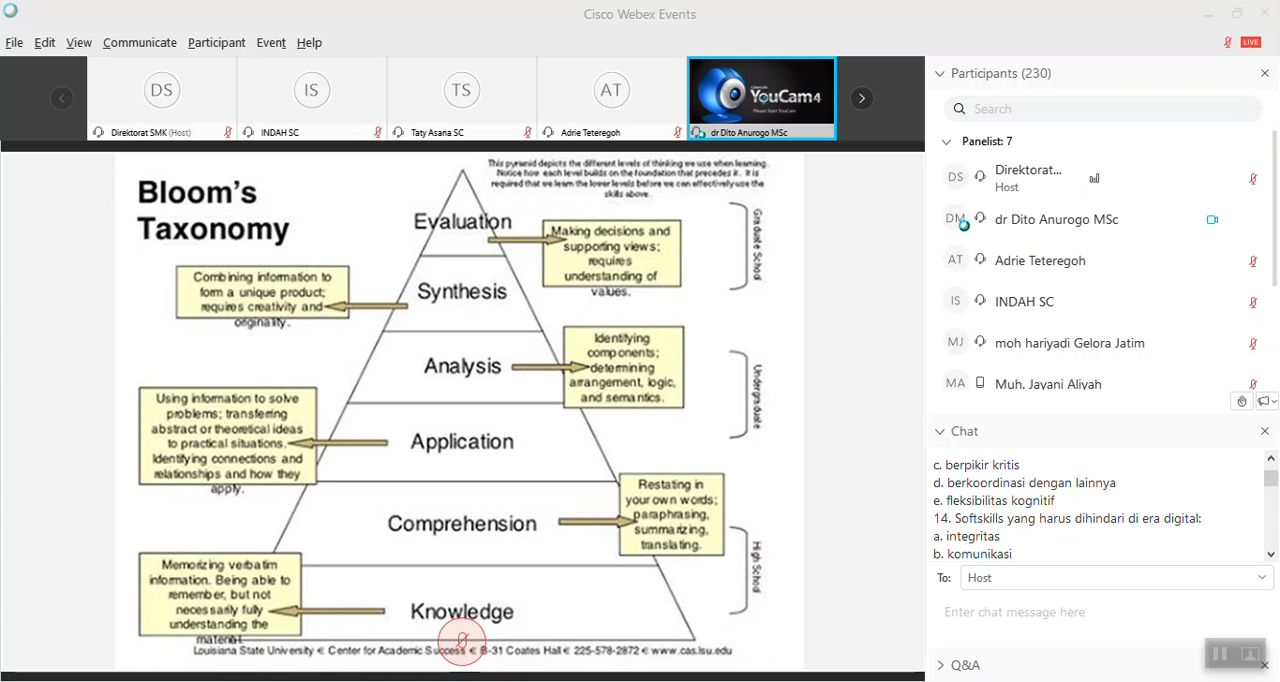 Cisco Webex Events
File Edit View Communicate Participant Event Help
LIVE
DS
IS
TS
AT
YouCam4
Please Start YouCam
Direktorat SMK (Host)
INDAH SC
Taty Asana SC
Adrie Teteregoh
dr Dito Anurogo MSc
Bloom's
Taxonomy
This pyramid depicts the different levels of thinking we use when learning.
Notice how each level builds on the foundation that precedes it. It is
required that we learn the lower levels before we can effectively use the
skills above.
Evaluation
Making decisions and
supporting views;
requires
understanding of
values.
Graduate School
Combining information to
form a unique product;
requires creativity and
originality.
Synthesis
Analysis
Identifying
components;
determining
arrangement, logic,
and semantics.
Undergraduate
Using information to solve
problems; transferring
abstract or theoretical ideas
to practical situations.
Identifying connections and
relationships and how they
apply.
Application
Comprehension
Restating in
your own words;
paraphrasing,
summarizing,
translating.
High School
Memorizing verbatim
information. Being able to
remember, but not
necessarily fully
understanding the
material.
Knowledge
Louisiana State University € Center for Academic Success € B-31 Coates Hall € 225-578-2872 € www.cas.lsu.edu
Participants (230)
Search
Panelist: 7
DS Direktorat...
Host
DM dr Dito Anurogo MSc
AT Adrie Teteregoh
IS INDAH SC
MJ moh hariyadi Gelora Jatim
MA Muh. Jayani Aliyah
Chat
c. berpikir kritis
d. berkoordinasi dengan lainnya
e. fleksibilitas kognitif
14. Softskills yang harus dihindari di era digital:
a. integritas
b. komunikasi
To: Host
Enter chat message here
Q&A